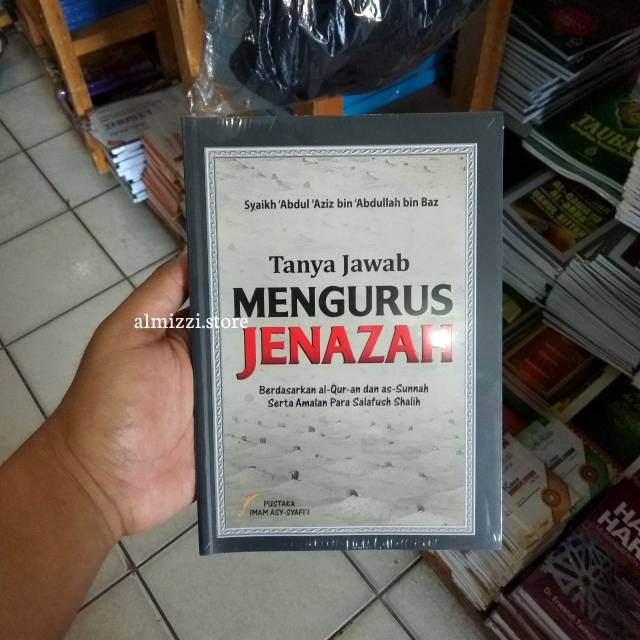 Syaikh 'Abdul 'Aziz bin 'Abdullah bin Baz
Tanya Jawab
MENGURUS
almizzi.store
JENAZAH
Berdasarkan al-Qur-an dan as-Sunnah
Serta Amalan Para Salafush Shalih
PUSTAKA
IMAM ASY-SYAFI'I